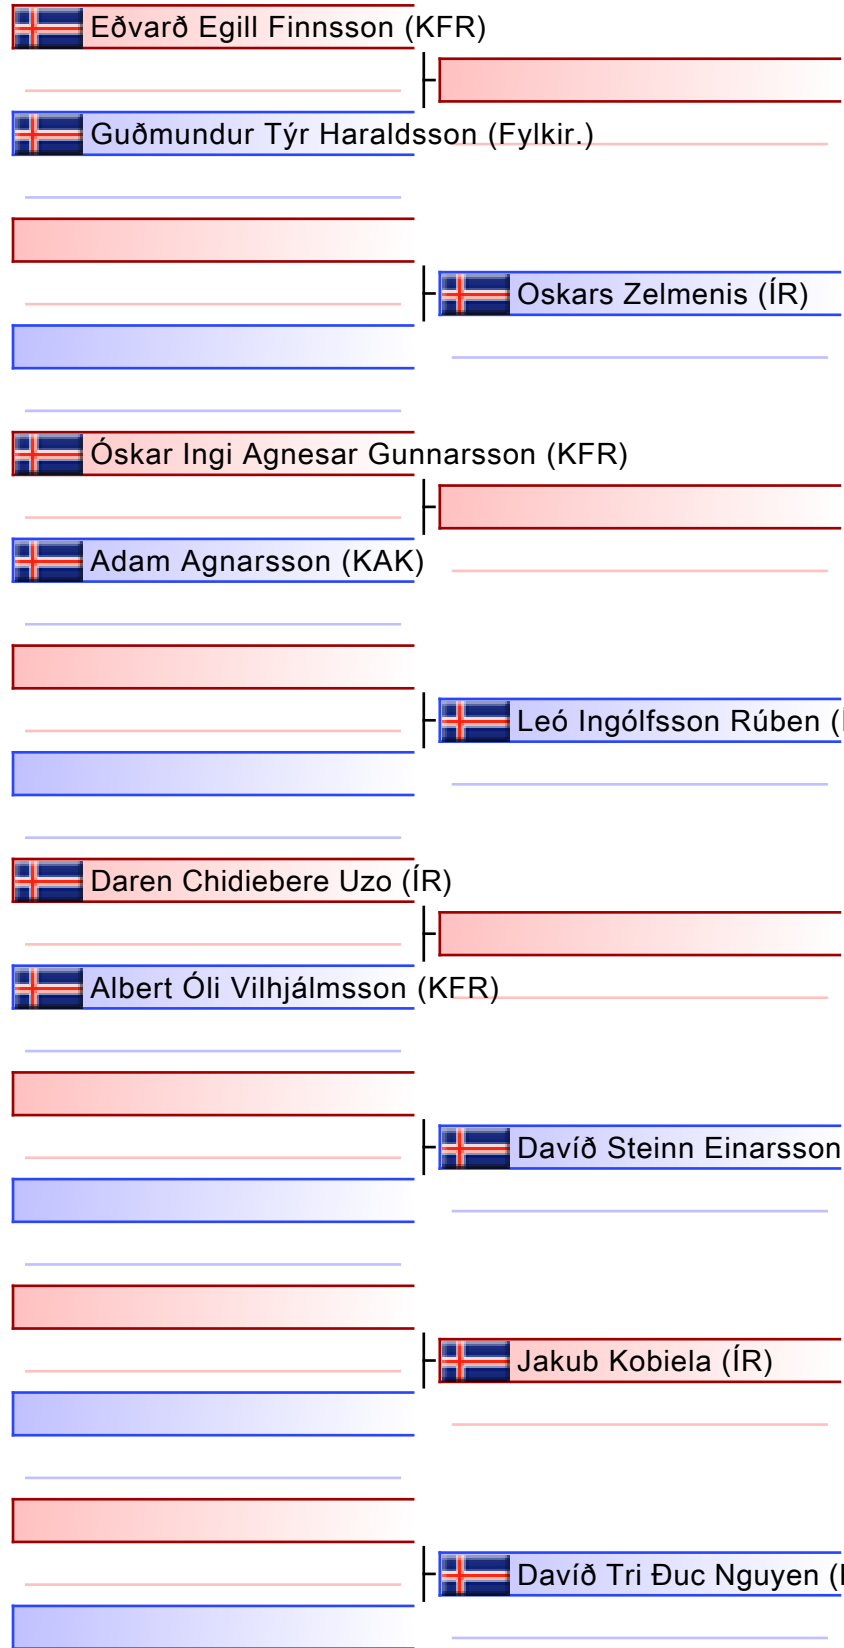 Eðvarð Egill Finnsson (KFR)
Guðmundur Týr Haraldsson (Fylkir.)
Oskars Zelmenis (ÍR)
Óskar Ingi Agnesar Gunnarsson (KFR)
Adam Agnarsson (KAK)
Leó Ingólfsson Rúben (
Daren Chidiebere Uzo (ÍR)
Albert Óli Vilhjálmsson (KFR)
Davíð Steinn Einarsson
Jakub Kobiela (ÍR)
Davíð Tri Đuc Nguyen (